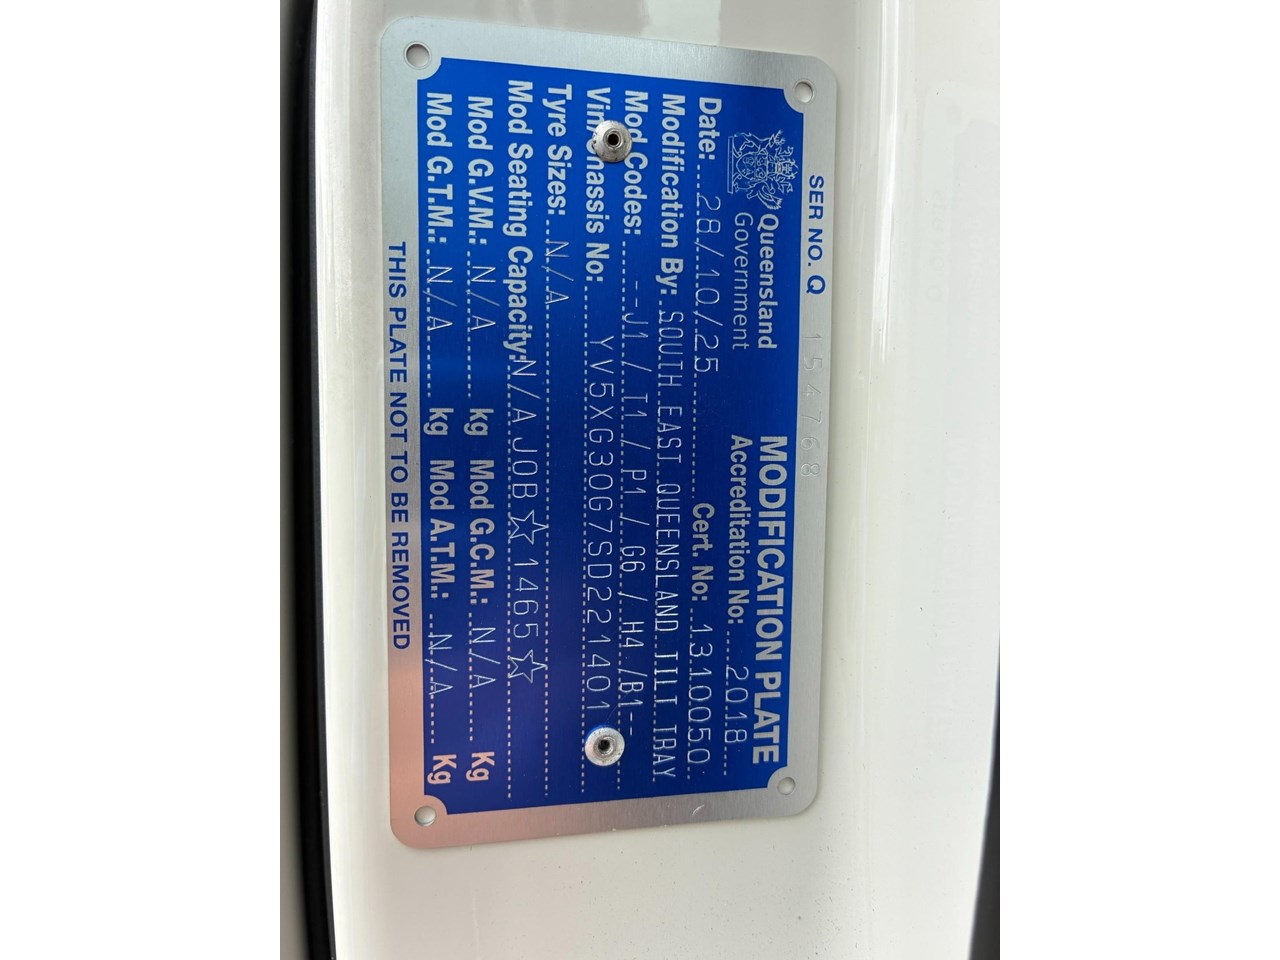 SER NO. Q 154768
Queensland
Government
MODIFICATION PLATE
Accreditation No: 2018
Date: 28/10/25 Cert. No: 1310050
Modification By: SOUTH EAST QUEENSLAND TILT TRAY
Mod Codes: --J1 / T1 / P1 / G6 / H4 /B1--
Vin/Chassis No: YV5XG30G7SD221401
Tyre Sizes: N/A
Mod Seating Capacity: N/A JOB☆1465☆
Mod G.V.M.: N/A kg Mod G.C.M.: N/A Kg
Mod G.T.M.: N/A kg Mod A.T.M.: N/A Kg
THIS PLATE NOT TO BE REMOVED